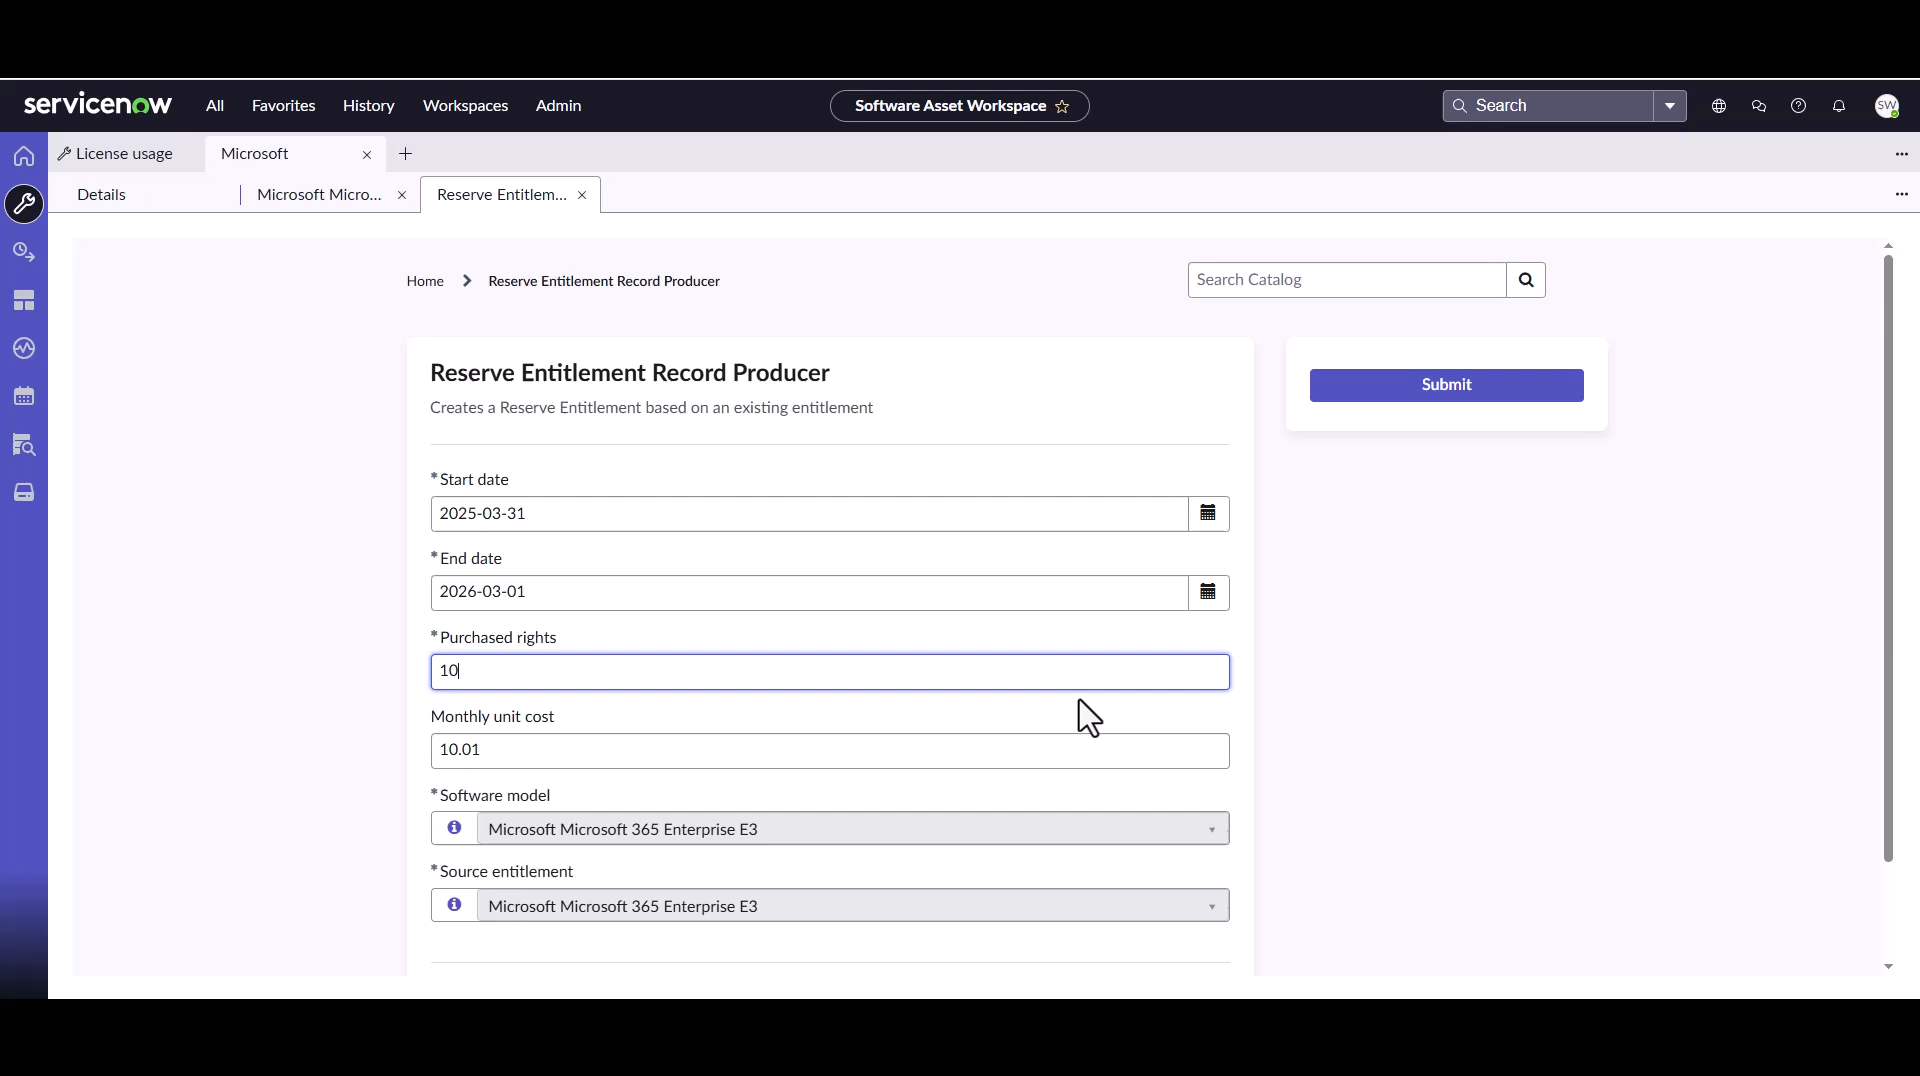 servicenow All Favorites History Workspaces Admin Software Asset Workspace Search SW
License usage Microsoft
Details Microsoft Micro... Reserve Entitlem...
Home Reserve Entitlement Record Producer Search Catalog
Reserve Entitlement Record Producer
Submit
Creates a Reserve Entitlement based on an existing entitlement
*Start date
2025-03-31
*End date
2026-03-01
*Purchased rights
10
Monthly unit cost
10.01
*Software model
Microsoft Microsoft 365 Enterprise E3
*Source entitlement
Microsoft Microsoft 365 Enterprise E3